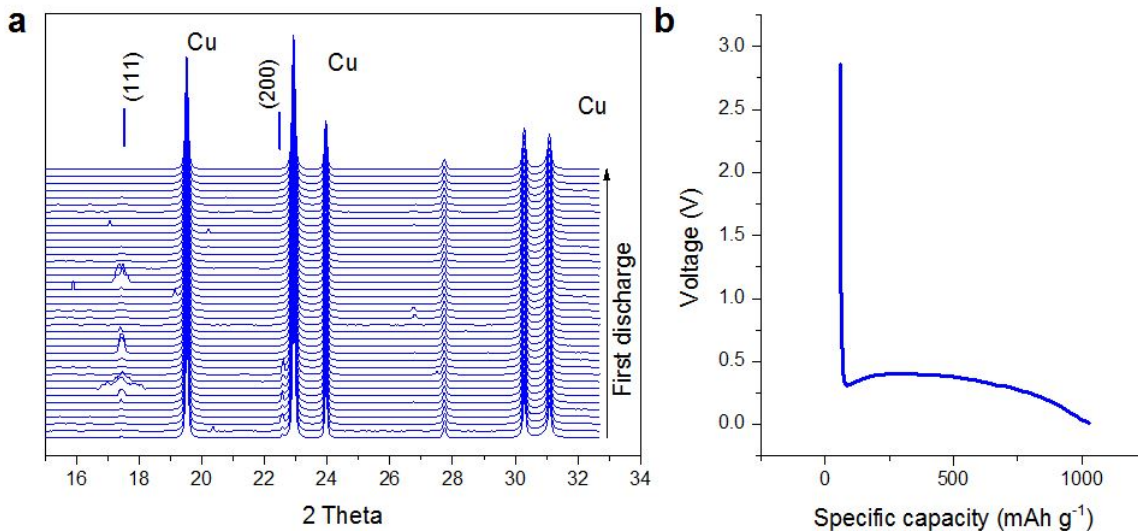 a
Cu
(111)
(200)
Cu
Cu
First discharge
16 18 20 22 24 26 28 30 32 34
2 Theta
b
3.0
2.5
2.0
1.5
1.0
0.5
0.0
Voltage (V)
0 500 1000
Specific capacity (mAh g⁻¹)